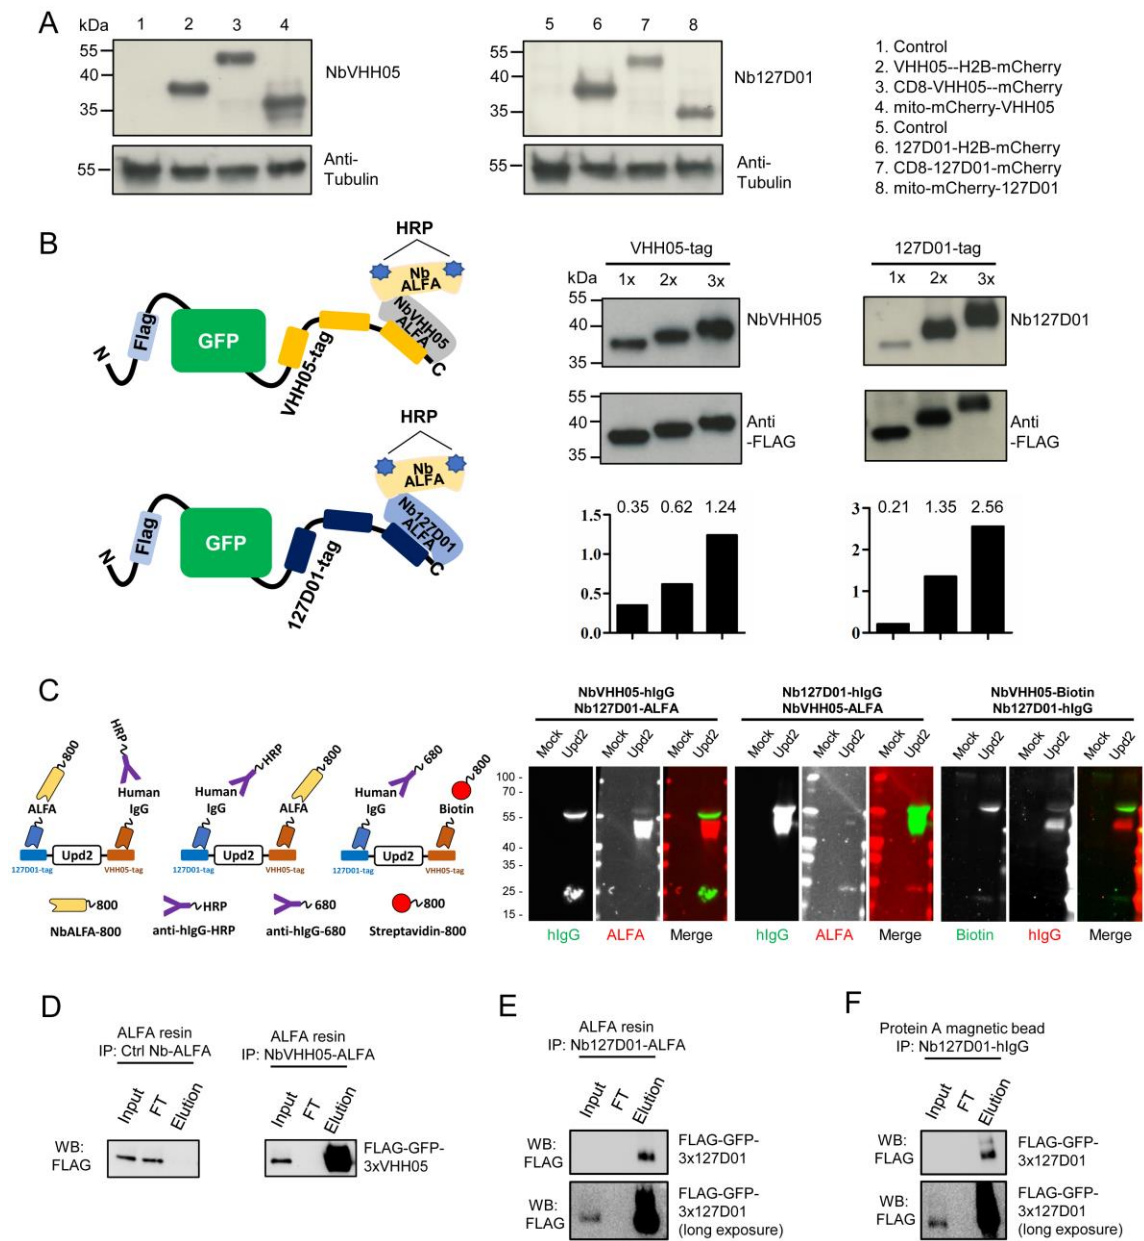 A
kDa
1
2
3
4
55
40
35
NbVHH05
55
Anti-
Tubulin
5
6
7
8
55
40
35
Nb127D01
55
Anti-
Tubulin
1. Control
2. VHH05--H2B-mCherry
3. CD8-VHH05--mCherry
4. mito-mCherry-VHH05
5. Control
6. 127D01-H2B-mCherry
7. CD8-127D01-mCherry
8. mito-mCherry-127D01
B
HRP
Nb
ALFA
NbVHH05
ALFA
N
Flag
GFP
VHH05-tag
C
HRP
Nb
ALFA
Nb127D01
ALFA
N
Flag
GFP
127D01-tag
C
VHH05-tag
kDa
1x
2x
3x
55
40
35
NbVHH05
55
40
35
Anti
-FLAG
0.35 0.62 1.24
1.5
1.0
0.5
0.0
127D01-tag
1x
2x
3x
Nb127D01
Anti
-FLAG
0.21 1.35 2.56
3
2
1
0
C
800
ALFA
HRP
Human
IgG
Upd2
127D01-tag
VHH05-tag
HRP
Human
IgG
800
ALFA
Upd2
127D01-tag
VHH05-tag
680
Human
IgG
800
Biotin
Upd2
127D01-tag
VHH05-tag
800
NbALFA-800
HRP
anti-hIgG-HRP
680
anti-hIgG-680
800
Streptavidin-800
NbVHH05-hIgG
Nb127D01-ALFA
Mock Upd2 Mock Upd2 Mock Upd2
100 -
70 -
55 -
40 -
35 -
25 -
15 -
hIgG ALFA Merge
Nb127D01-hIgG
NbVHH05-ALFA
Mock Upd2 Mock Upd2 Mock Upd2
hIgG ALFA Merge
NbVHH05-Biotin
Nb127D01-hIgG
Mock Upd2 Mock Upd2 Mock Upd2
Biotin hIgG Merge
D
ALFA resin
IP: Ctrl Nb-ALFA
Input FT Elution
WB:
FLAG
ALFA resin
IP: NbVHH05-ALFA
Input FT Elution
FLAG-GFP-
3xVHH05
E
ALFA resin
IP: Nb127D01-ALFA
Input FT Elution
WB:
FLAG
FLAG-GFP-
3x127D01
WB:
FLAG
FLAG-GFP-
3x127D01
(long exposure)
F
Protein A magnetic bead
IP: Nb127D01-hIgG
Input FT Elution
WB:
FLAG
FLAG-GFP-
3x127D01
WB:
FLAG
FLAG-GFP-
3x127D01
(long exposure)